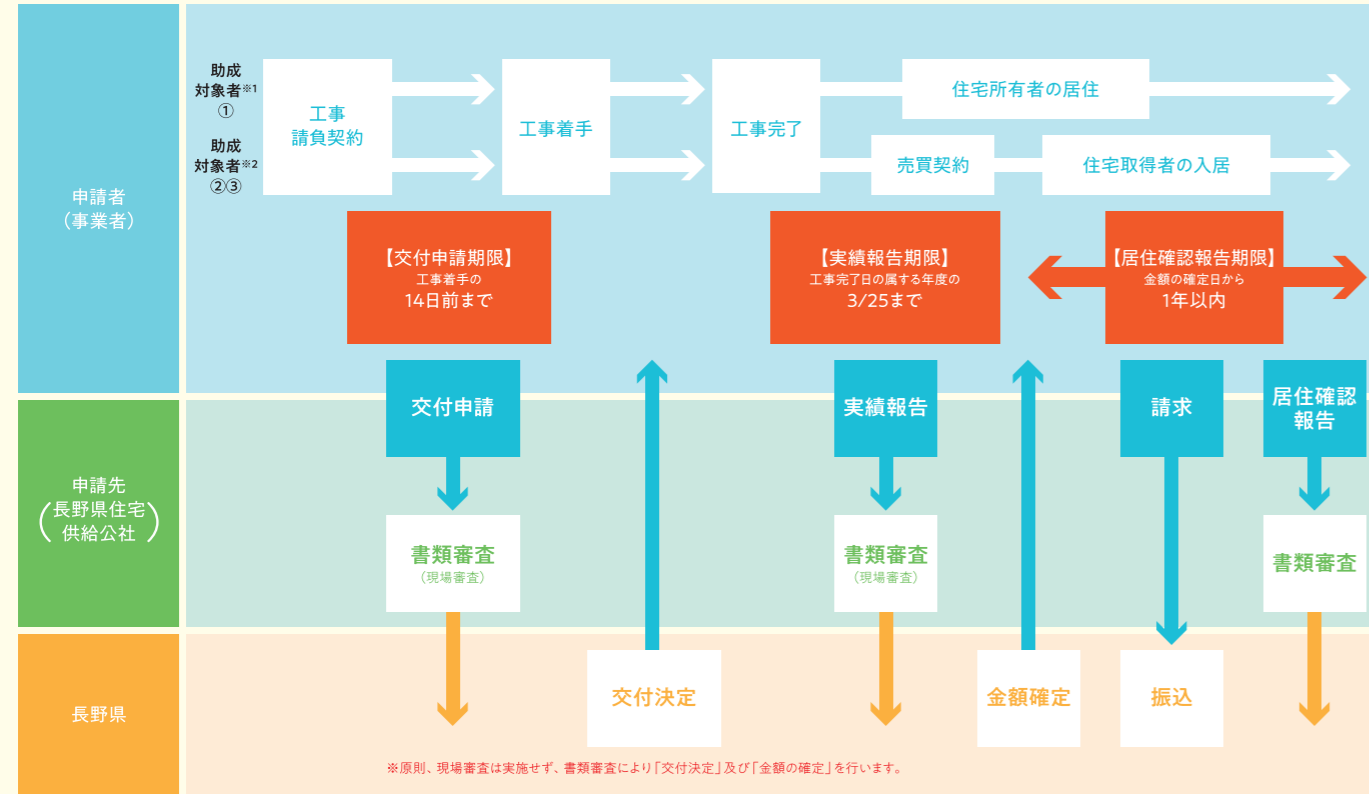 申請者
（事業者）
助成
対象者※1
①
助成
対象者※2
②③
工事
請負契約
工事着手
工事完了
住宅所有者の居住
売買契約
住宅取得者の入居
【交付申請期限】
工事着手の
14日前まで
【実績報告期限】
工事完了日の属する年度の
3/25まで
【居住確認報告期限】
金額の確定日から
1年以内
交付申請
実績報告
請求
居住確認
報告
申請先
（長野県住宅
供給公社）
書類審査
（現場審査）
書類審査
（現場審査）
書類審査
長野県
交付決定
金額確定
振込
※原則、現場審査は実施せず、書類審査により「交付決定」及び「金額の確定」を行います。